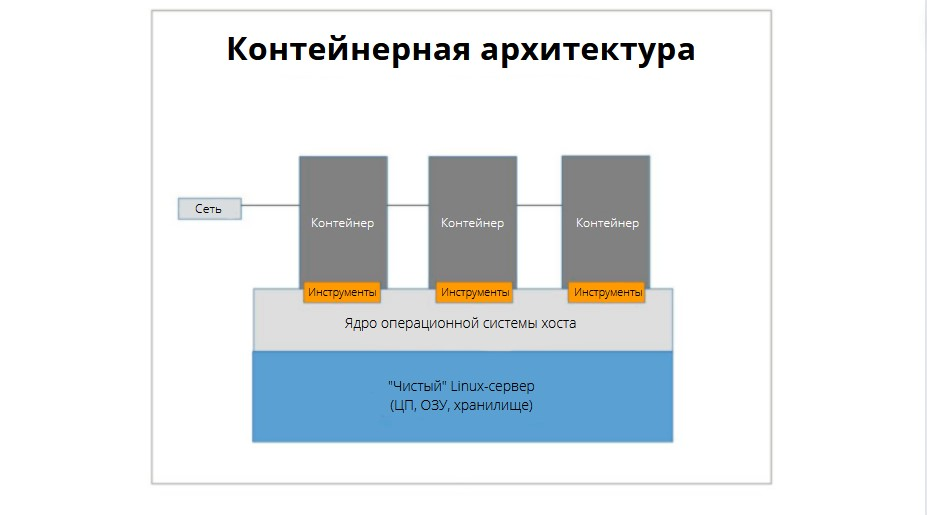 Контейнерная архитектура
Сеть
Контейнер
Контейнер
Контейнер
Инструменты
Инструменты
Инструменты
Ядро операционной системы хоста
"Чистый" Linux-сервер
(ЦП, ОЗУ, хранилище)